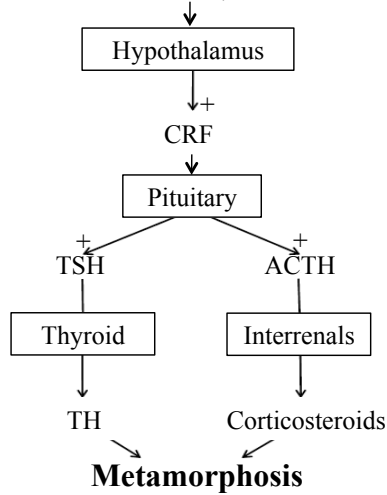 Hypothalamus
+
CRF
Pituitary
+ +
TSH ACTH
Thyroid Interrenals
TH Corticosteroids
Metamorphosis